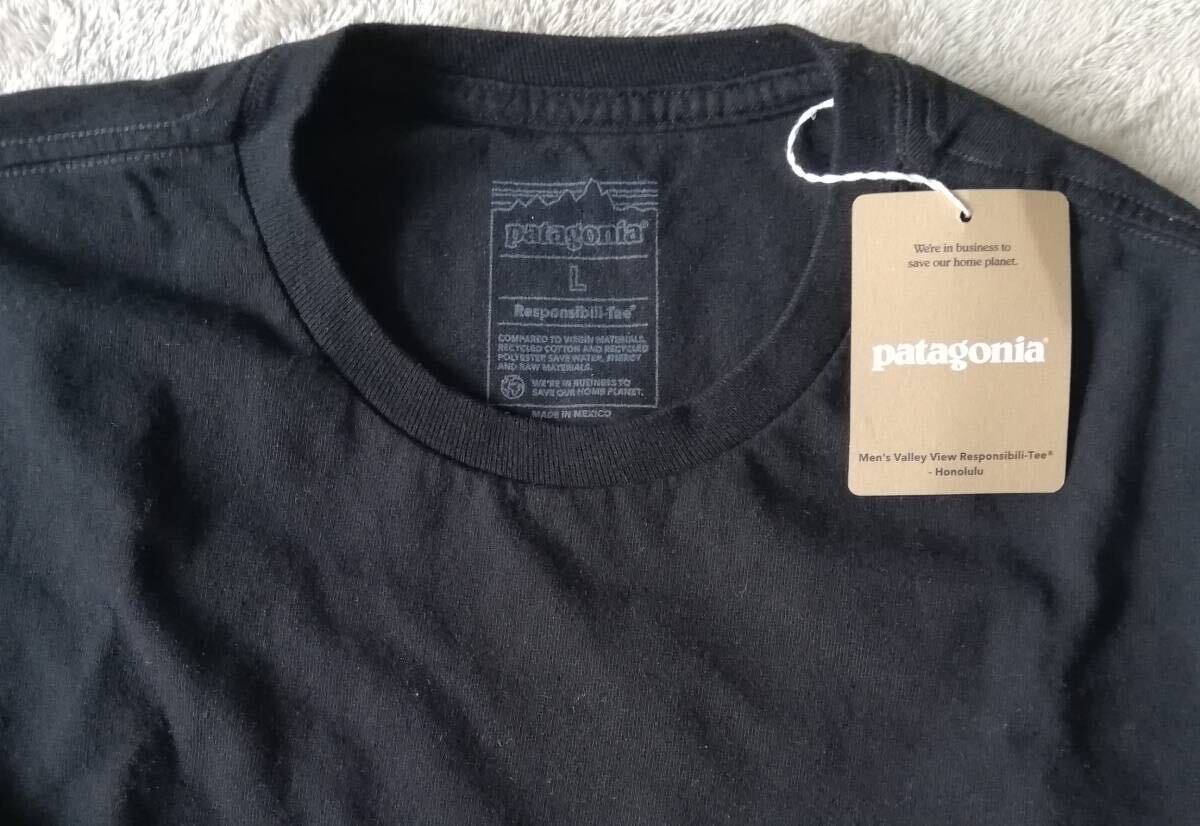 patagonia®
L
Responsibili-Tee®
COMPARED TO VIRGIN MATERIALS,
RECYCLED COTTON AND RECYCLED
POLYESTER SAVE WATER, ENERGY
AND RAW MATERIALS.
WE'RE IN BUSINESS TO
SAVE OUR HOME PLANET.
MADE IN MEXICO
We're in business to
save our home planet.
patagonia®
Men's Valley View Responsibili-Tee®
- Honolulu